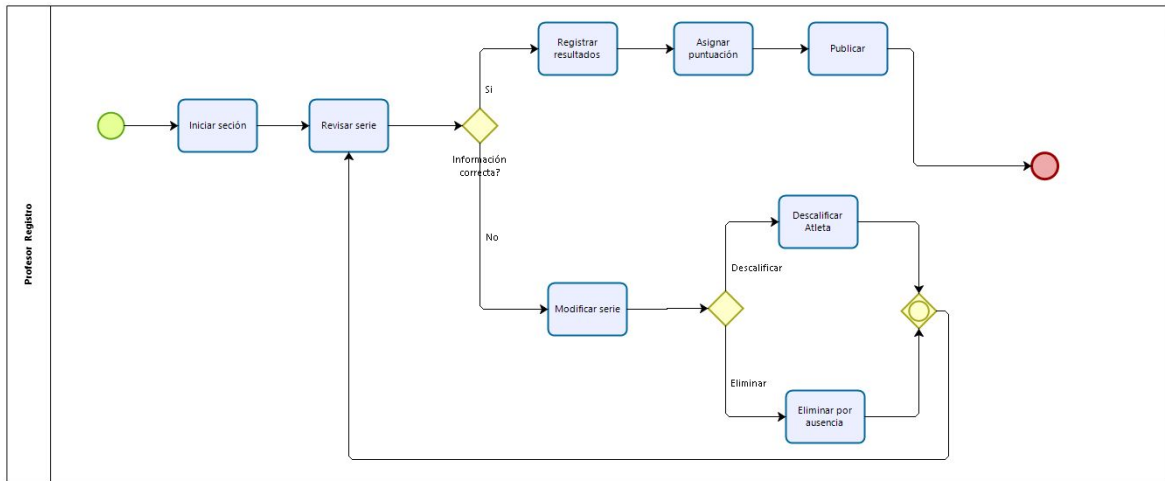 Profesor Registro
Iniciar seción
Revisar serie
Información
correcta?
Si
Registrar
resultados
Asignar
puntuación
Publicar
No
Modificar serie
Descalificar
Descalificar
Atleta
Eliminar
Eliminar por
ausencia